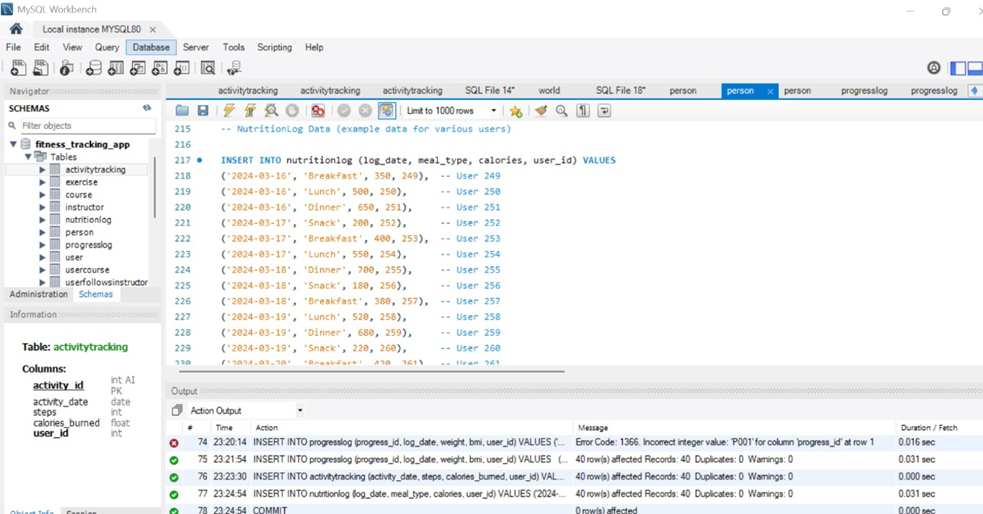 MySQL Workbench
Local instance MYSQL80 ×
File Edit View Query Database Server Tools Scripting Help
Navigator
SCHEMAS
Filter objects
fitness_tracking_app
Tables
activitytracking
exercise
course
instructor
nutritionlog
person
progresslog
user
usercourse
userfollowsinstructor
Administration Schemas
Information
Table: activitytracking
Columns:
activity_id int AI
PK
activity_date date
steps int
calories_burned float
user_id int
Object Info Session
activitytracking activitytracking activitytracking SQL File 14* world SQL File 18* person person × person progresslog progresslog
Limit to 1000 rows
215 -- NutritionLog Data (example data for various users)
216
217 INSERT INTO nutritionlog (log_date, meal_type, calories, user_id) VALUES
218 ('2024-03-16', 'Breakfast', 350, 249), -- User 249
219 ('2024-03-16', 'Lunch', 500, 250), -- User 250
220 ('2024-03-16', 'Dinner', 650, 251), -- User 251
221 ('2024-03-17', 'Snack', 200, 252), -- User 252
222 ('2024-03-17', 'Breakfast', 400, 253), -- User 253
223 ('2024-03-17', 'Lunch', 550, 254), -- User 254
224 ('2024-03-18', 'Dinner', 700, 255), -- User 255
225 ('2024-03-18', 'Snack', 180, 256), -- User 256
226 ('2024-03-18', 'Breakfast', 380, 257), -- User 257
227 ('2024-03-19', 'Lunch', 520, 258), -- User 258
228 ('2024-03-19', 'Dinner', 680, 259), -- User 259
229 ('2024-03-19', 'Snack', 220, 260), -- User 260
230 ('2024-03-20', 'Breakfast', 420, 261), -- User 261
Output
Action Output
# Time Action Message Duration / Fetch
74 23:20:14 INSERT INTO progresslog (progress_id, log_date, weight, bmi, user_id) VALUES ('... Error Code: 1366. Incorrect integer value: 'P001' for column 'progress_id' at row 1 0.016 sec
75 23:21:54 INSERT INTO progresslog (progress_id, log_date, weight, bmi, user_id) VALUES (... 40 row(s) affected Records: 40 Duplicates: 0 Warnings: 0 0.031 sec
76 23:23:30 INSERT INTO activitytracking (activity_date, steps, calories_burned, user_id) VAL... 40 row(s) affected Records: 40 Duplicates: 0 Warnings: 0 0.000 sec
77 23:24:54 INSERT INTO nutritionlog (log_date, meal_type, calories, user_id) VALUES ('2024-... 40 row(s) affected Records: 40 Duplicates: 0 Warnings: 0 0.031 sec
78 23:24:54 COMMIT 0 row(s) affected 0.000 sec